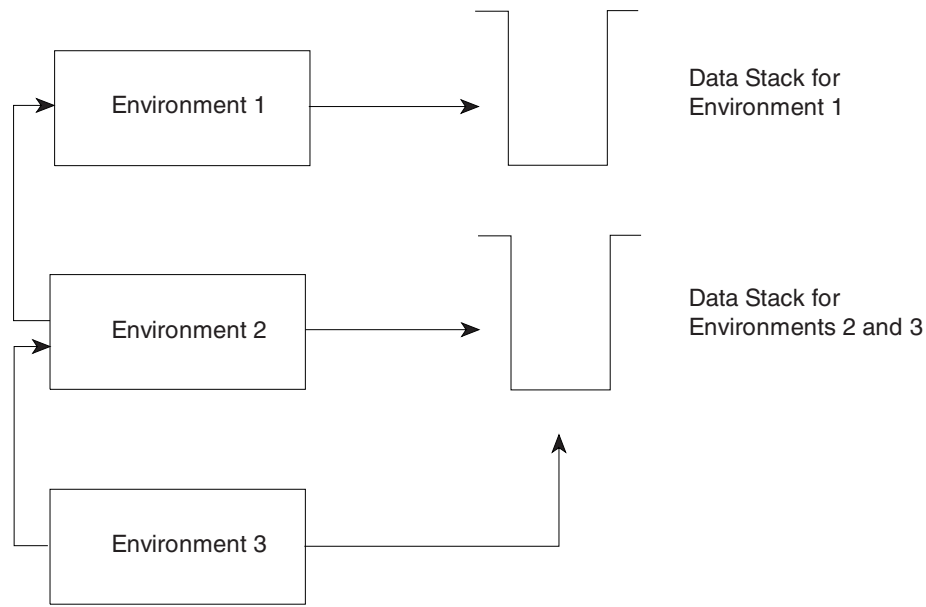 Environment 1
Data Stack for
Environment 1
Environment 2
Data Stack for
Environments 2 and 3
Environment 3